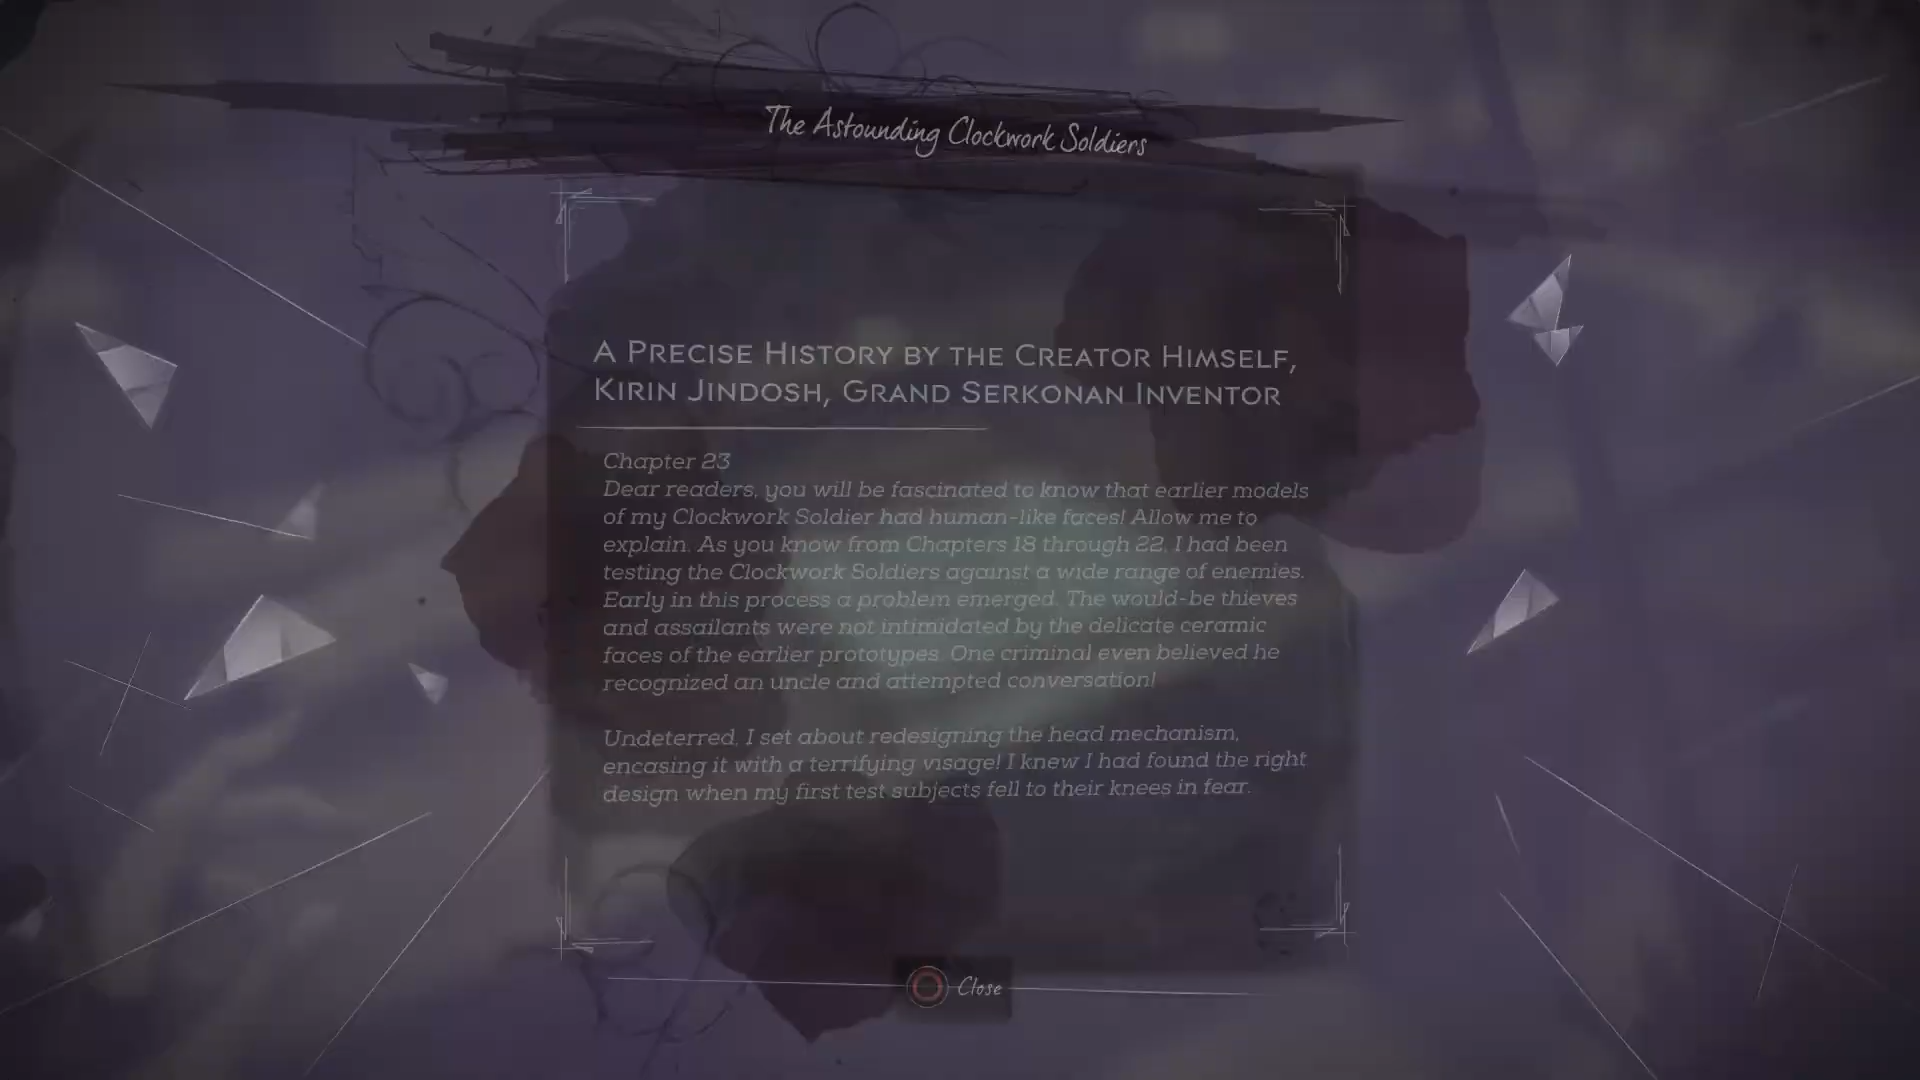 The Astounding Clockwork Soldiers
A Precise History by the Creator Himself,
Kirin Jindosh, Grand Serkonan Inventor
Chapter 23
Dear readers, you will be fascinated to know that earlier models
of my Clockwork Soldier had human-like faces! Allow me to
explain. As you know from Chapters 18 through 22, I had been
testing the Clockwork Soldiers against a wide range of enemies.
Early in this process a problem emerged. The would-be thieves
and assailants were not intimidated by the delicate ceramic
faces of the earlier prototypes. One criminal even believed he
recognized an uncle and attempted conversation!
Undeterred, I set about redesigning the head mechanism,
encasing it with a terrifying visage! I knew I had found the right
design when my first test subjects fell to their knees in fear.
Close